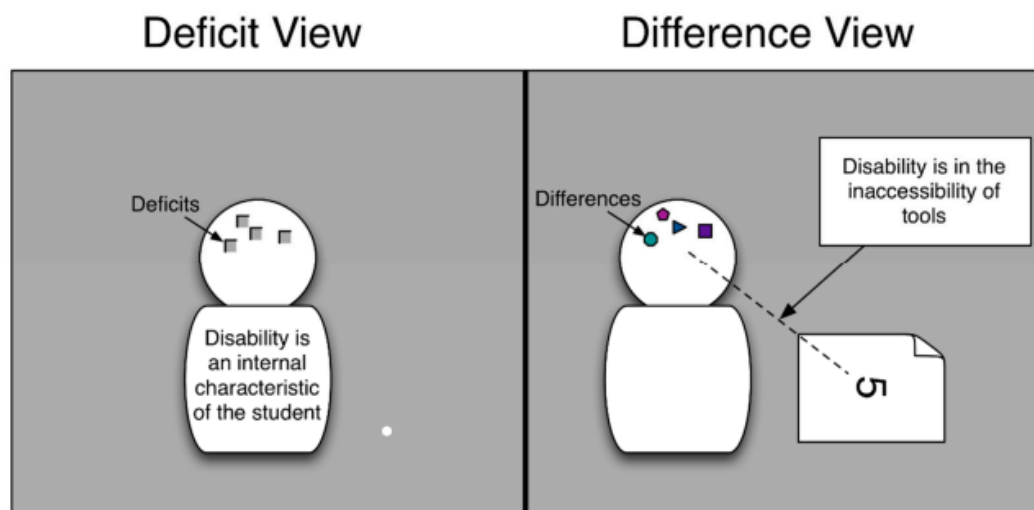 Deficit View
Deficits
Disability is
an internal
characteristic
of the student
Difference View
Differences
Disability is in the
inaccessibility of
tools
5